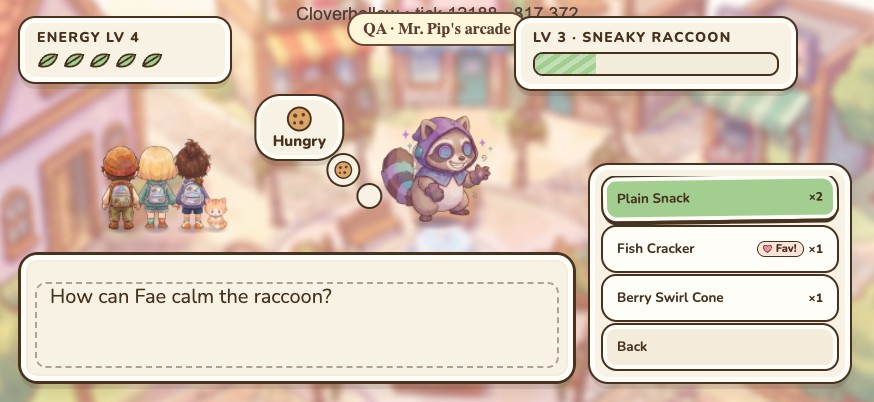 Cloverhollow · tick 12188 · 817,372
QA · Mr. Pip's arcade
ENERGY LV 4
LV 3 · SNEAKY RACCOON
Hungry
Plain Snack ×2
Fish Cracker Fav! ×1
Berry Swirl Cone ×1
Back
How can Fae calm the raccoon?